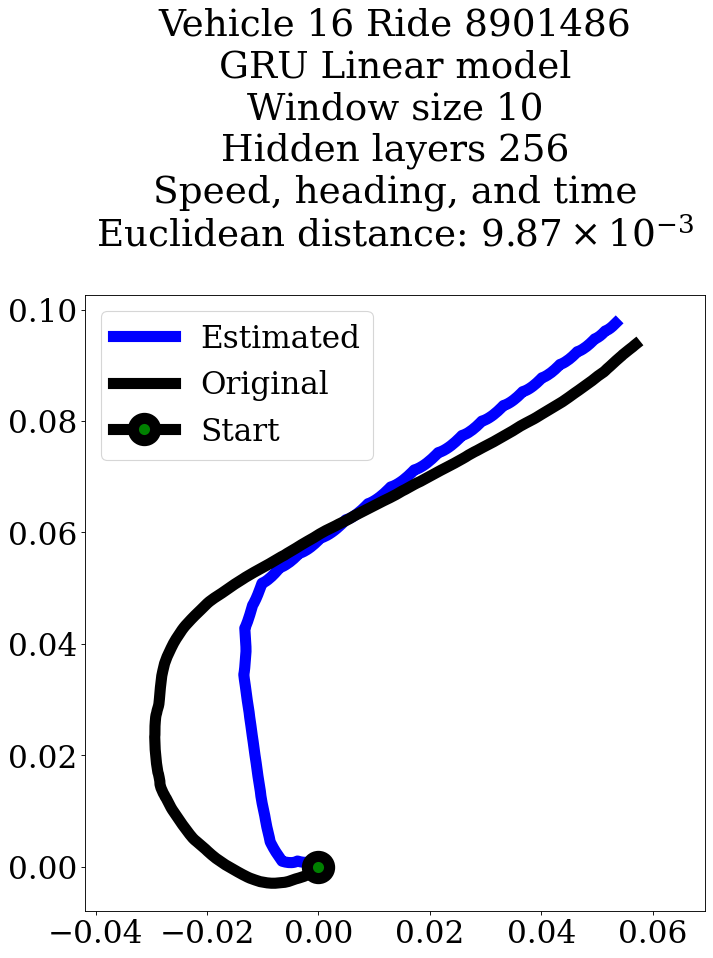 Vehicle 16 Ride 8901486
GRU Linear model
Window size 10
Hidden layers 256
Speed, heading, and time
Euclidean distance: 9.87 × 10⁻³
Estimated
Original
Start
0.10
0.08
0.06
0.04
0.02
0.00
−0.04 −0.02 0.00 0.02 0.04 0.06